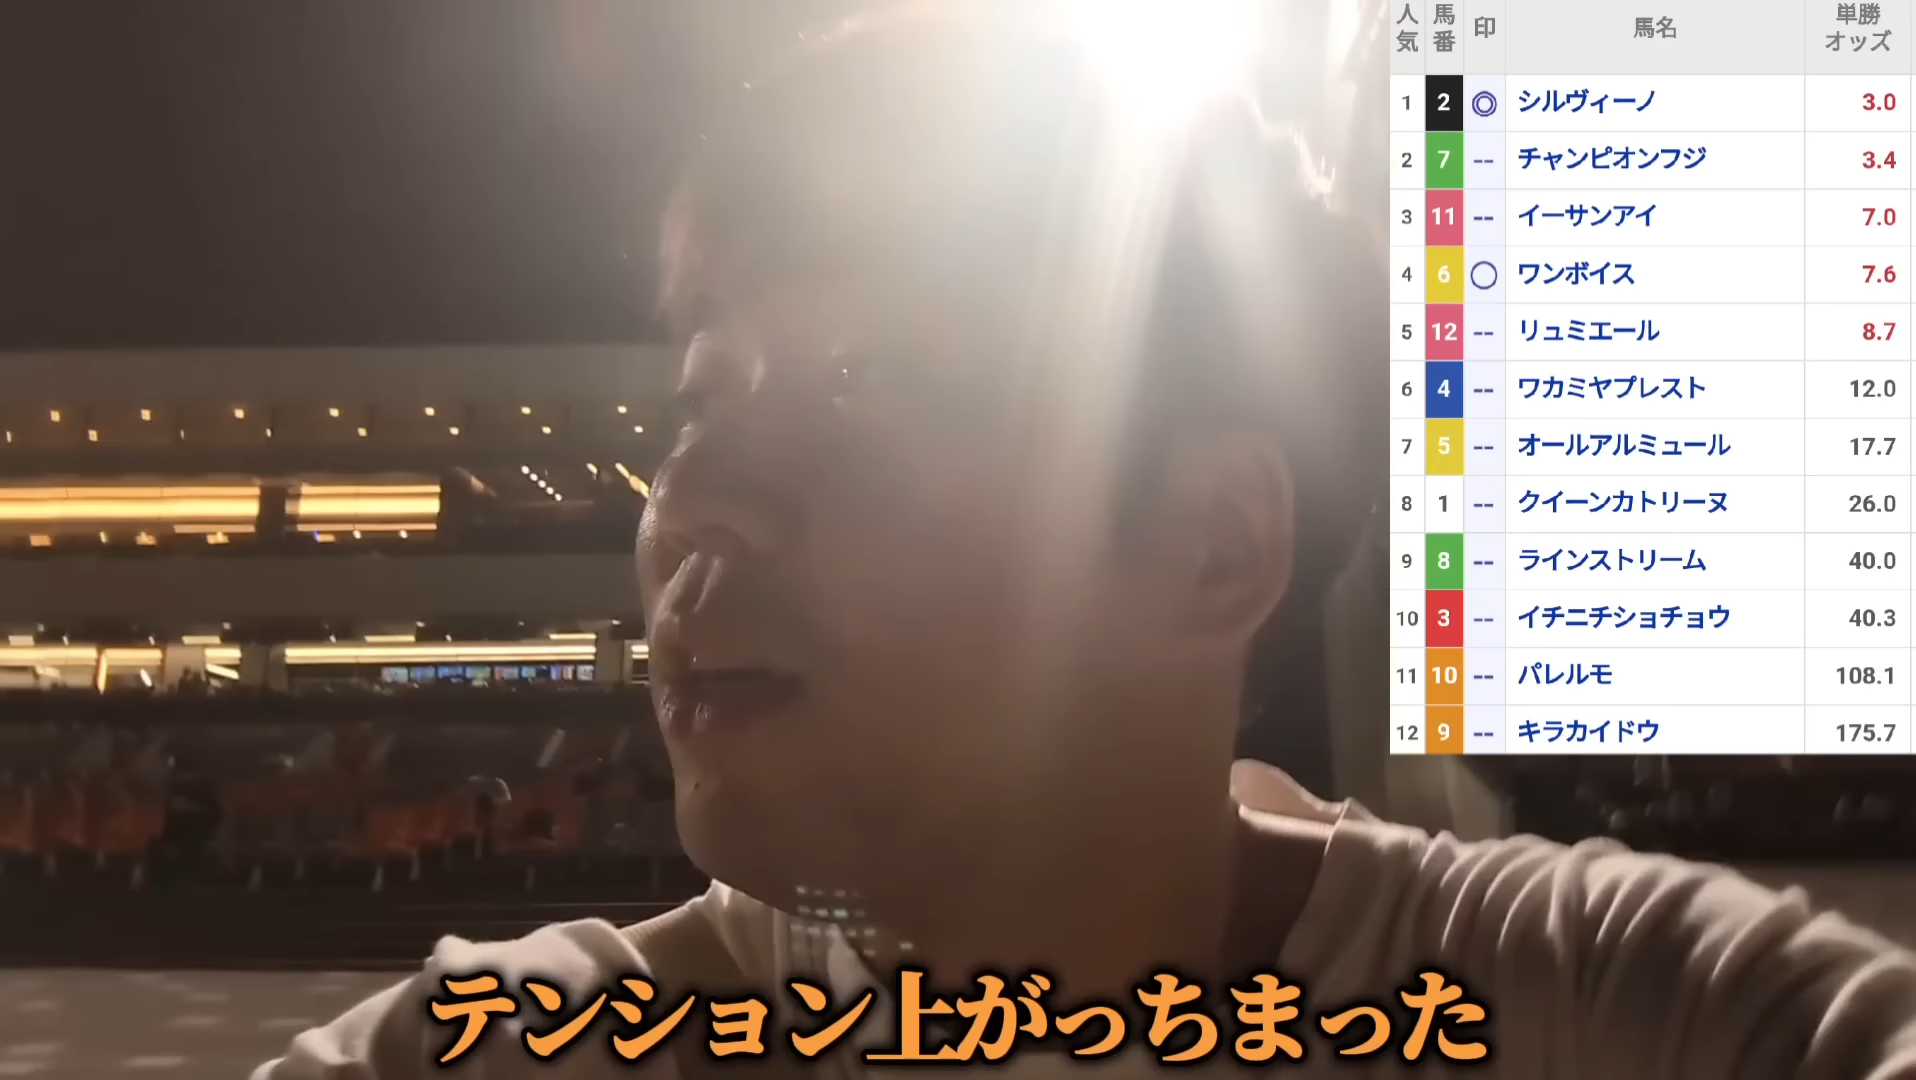 人気 馬番 印 馬名 単勝オッズ
1 2 ◎ シルヴィーノ 3.0
2 7 -- チャンピオンフジ 3.4
3 11 -- イーサンアイ 7.0
4 6 ○ ワンボイス 7.6
5 12 -- リュミエール 8.7
6 4 -- ワカミヤプレスト 12.0
7 5 -- オールアルミュール 17.7
8 1 -- クイーンカトリーヌ 26.0
9 8 -- ラインストリーム 40.0
10 3 -- イチニチショチョウ 40.3
11 10 -- パレルモ 108.1
12 9 -- キラカイドウ 175.7
テンション上がっちまった